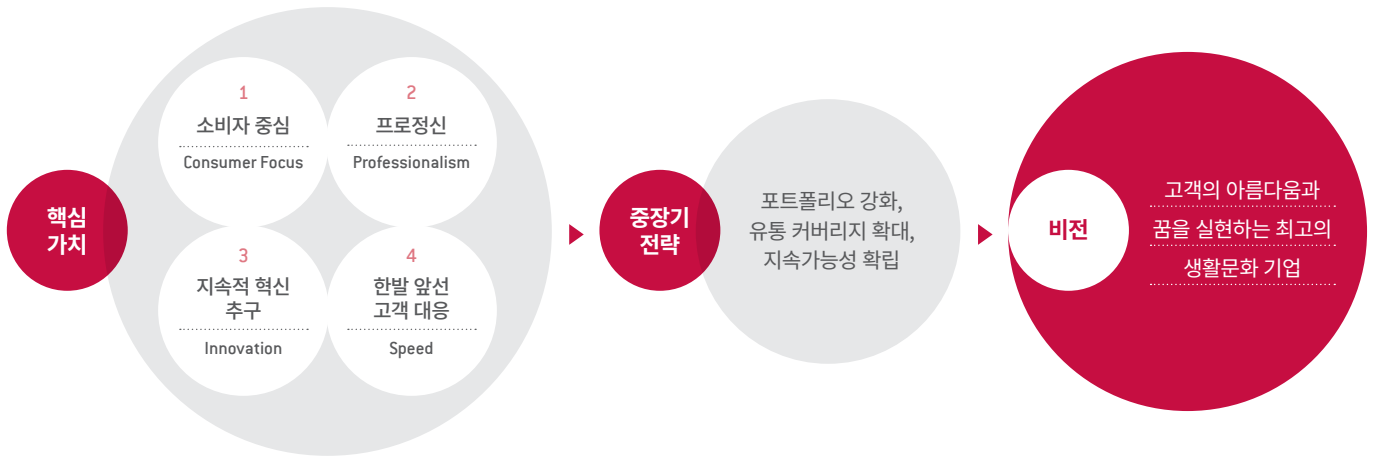 핵심
가치
1
소비자 중심
Consumer Focus
2
프로정신
Professionalism
3
지속적 혁신
추구
Innovation
4
한발 앞선
고객 대응
Speed
중장기
전략
포트폴리오 강화,
유통 커버리지 확대,
지속가능성 확립
비전
고객의 아름다움과
꿈을 실현하는 최고의
생활문화 기업